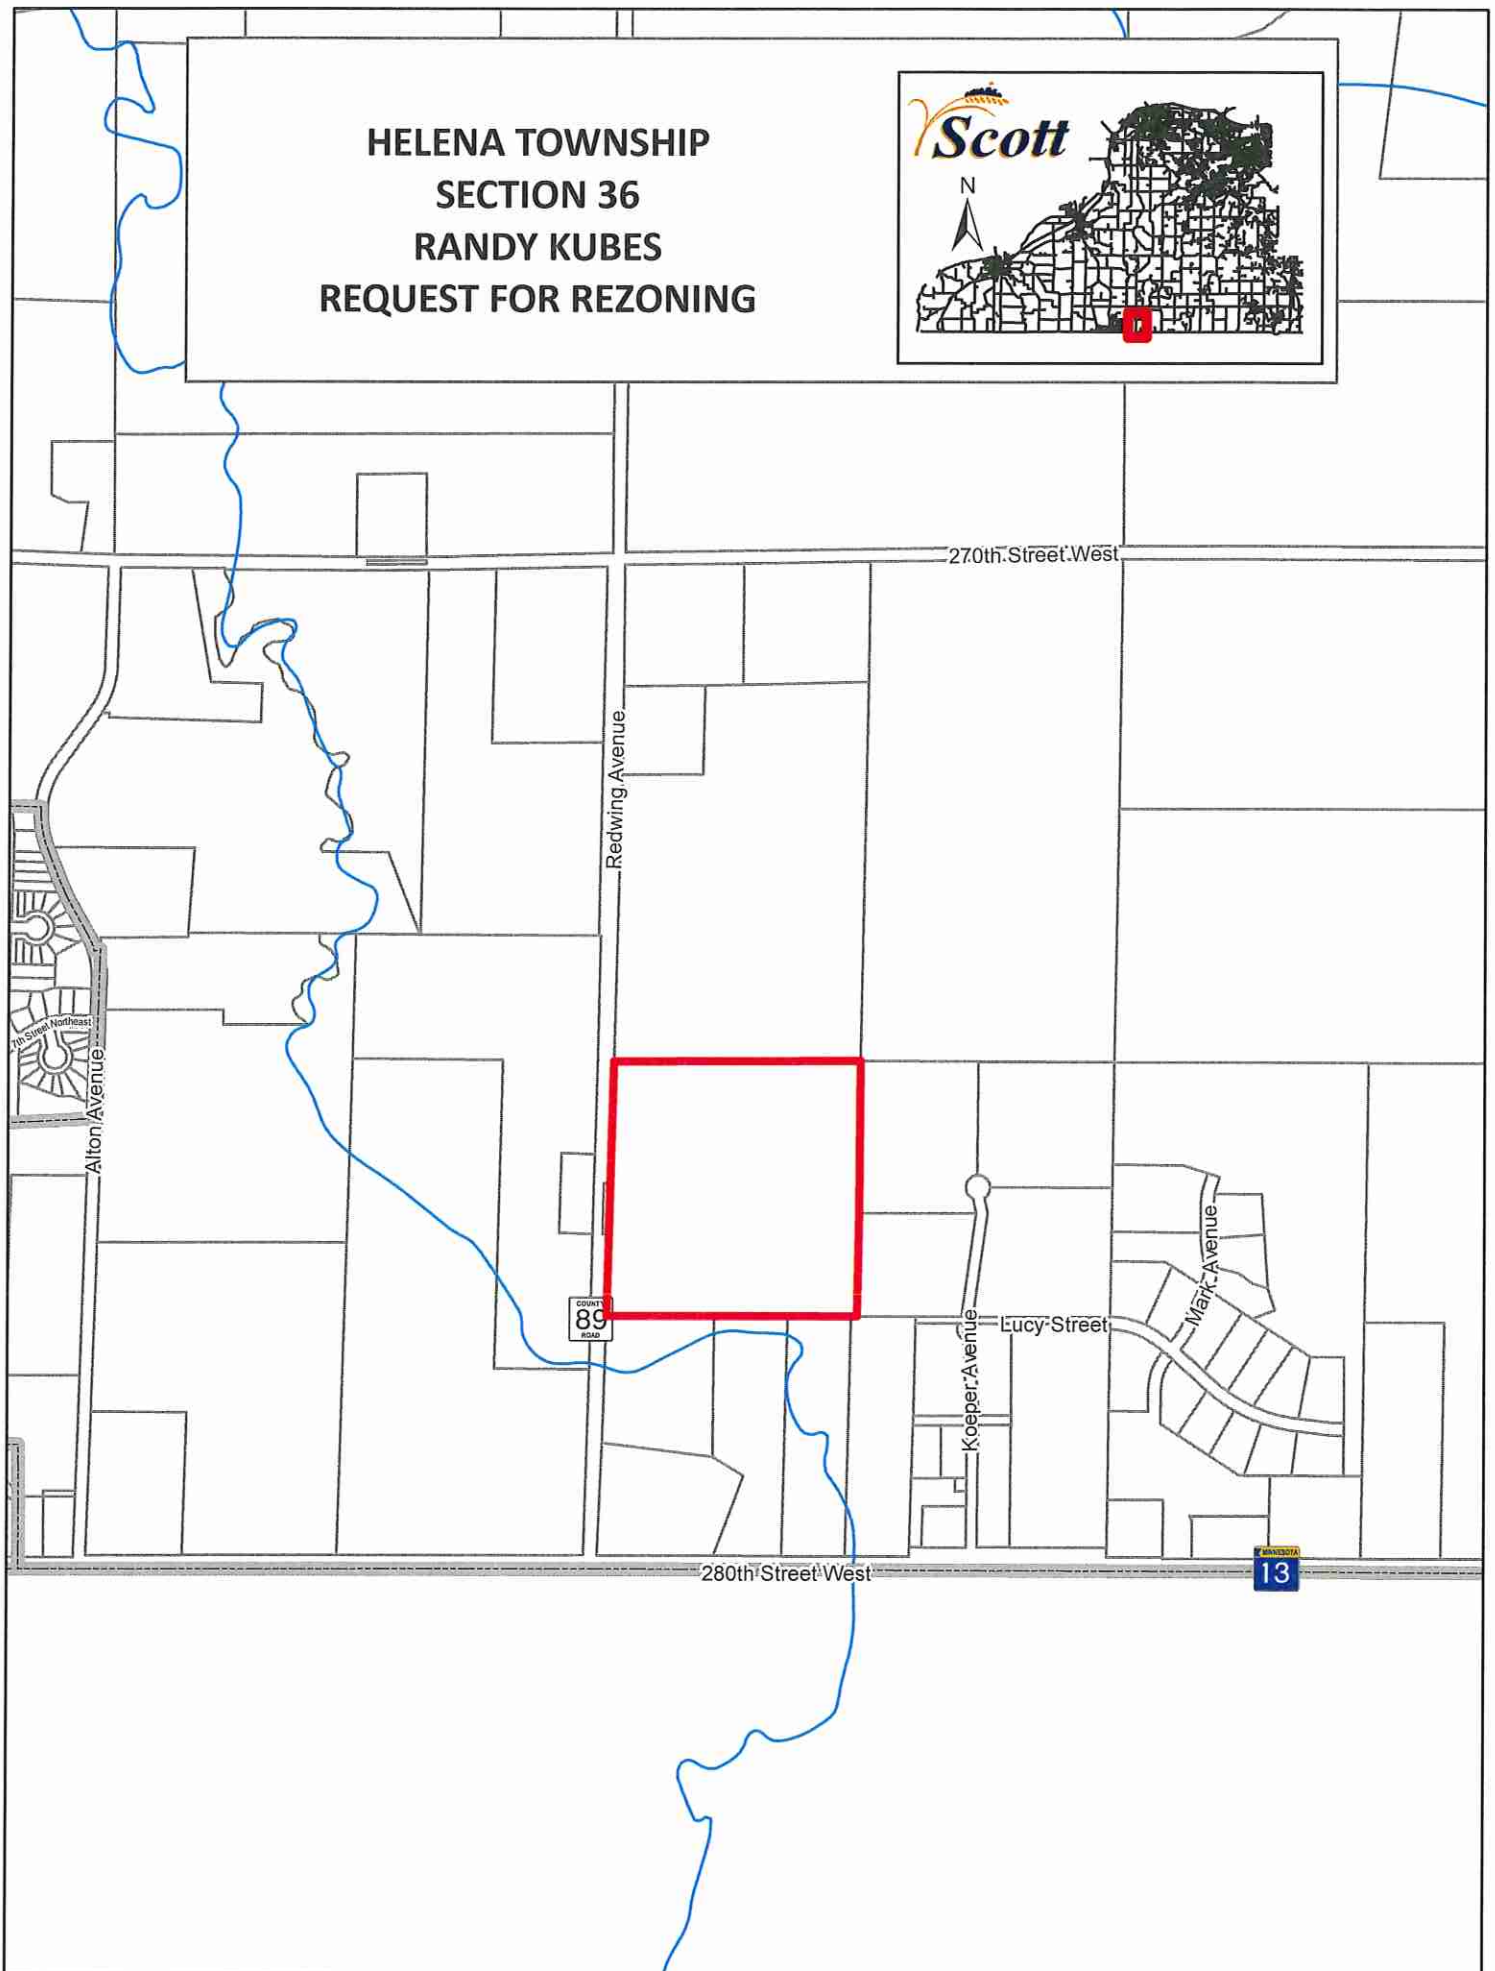 HELENA TOWNSHIP
SECTION 36
RANDY KUBES
REQUEST FOR REZONING
Scott
N
270th Street West
Redwing Avenue
7th Street Northeast
Alton Avenue
COUNTY
89
ROAD
Mark Avenue
Lucy Street
Koeper Avenue
280th Street West
MINNESOTA
13